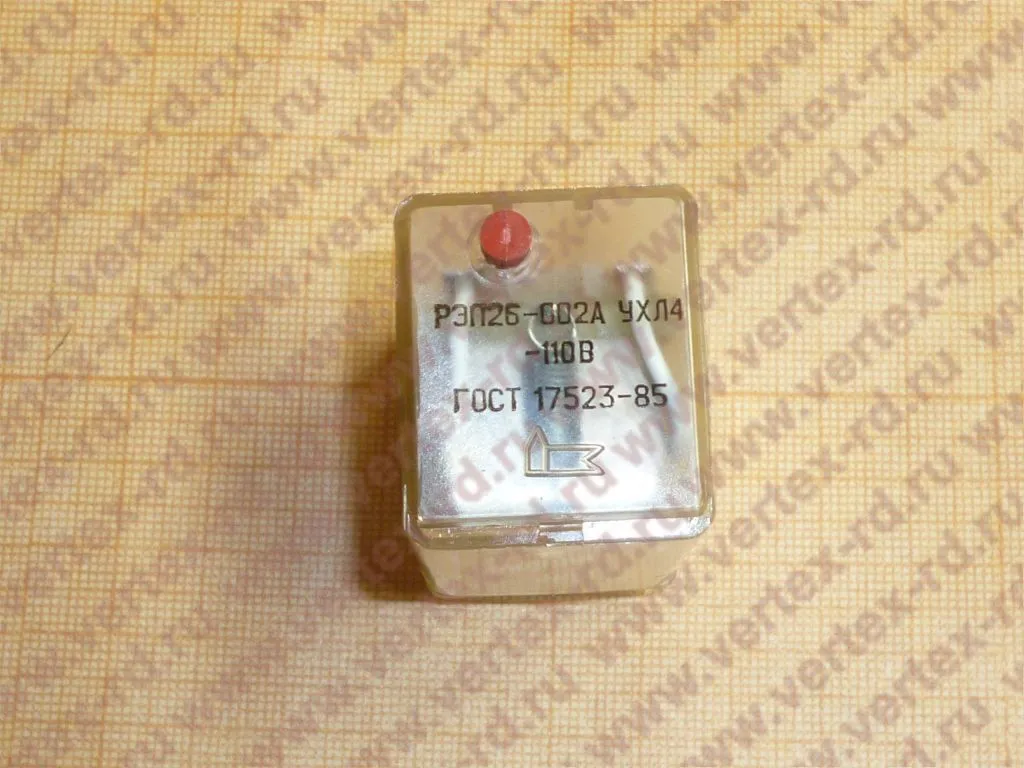 РЭП26-002А УХЛ4
-110В
ГОСТ 17523-85
www.vertex-rd.ru